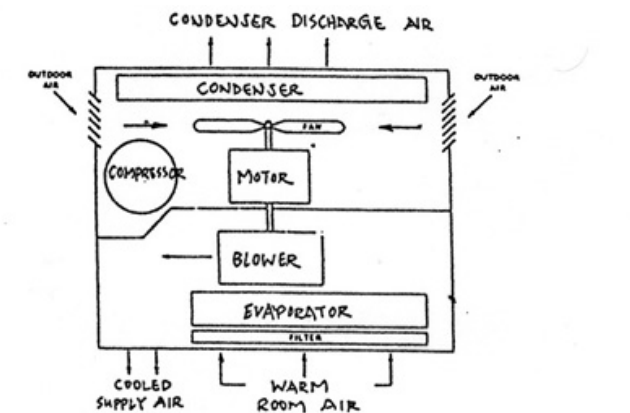 CONDENSER DISCHARGE AIR
OUTDOOR
AIR
OUTDOOR
AIR
CONDENSER
FAN
COMPRESSOR
MOTOR
BLOWER
EVAPORATOR
FILTER
COOLED
SUPPLY AIR
WARM
ROOM AIR